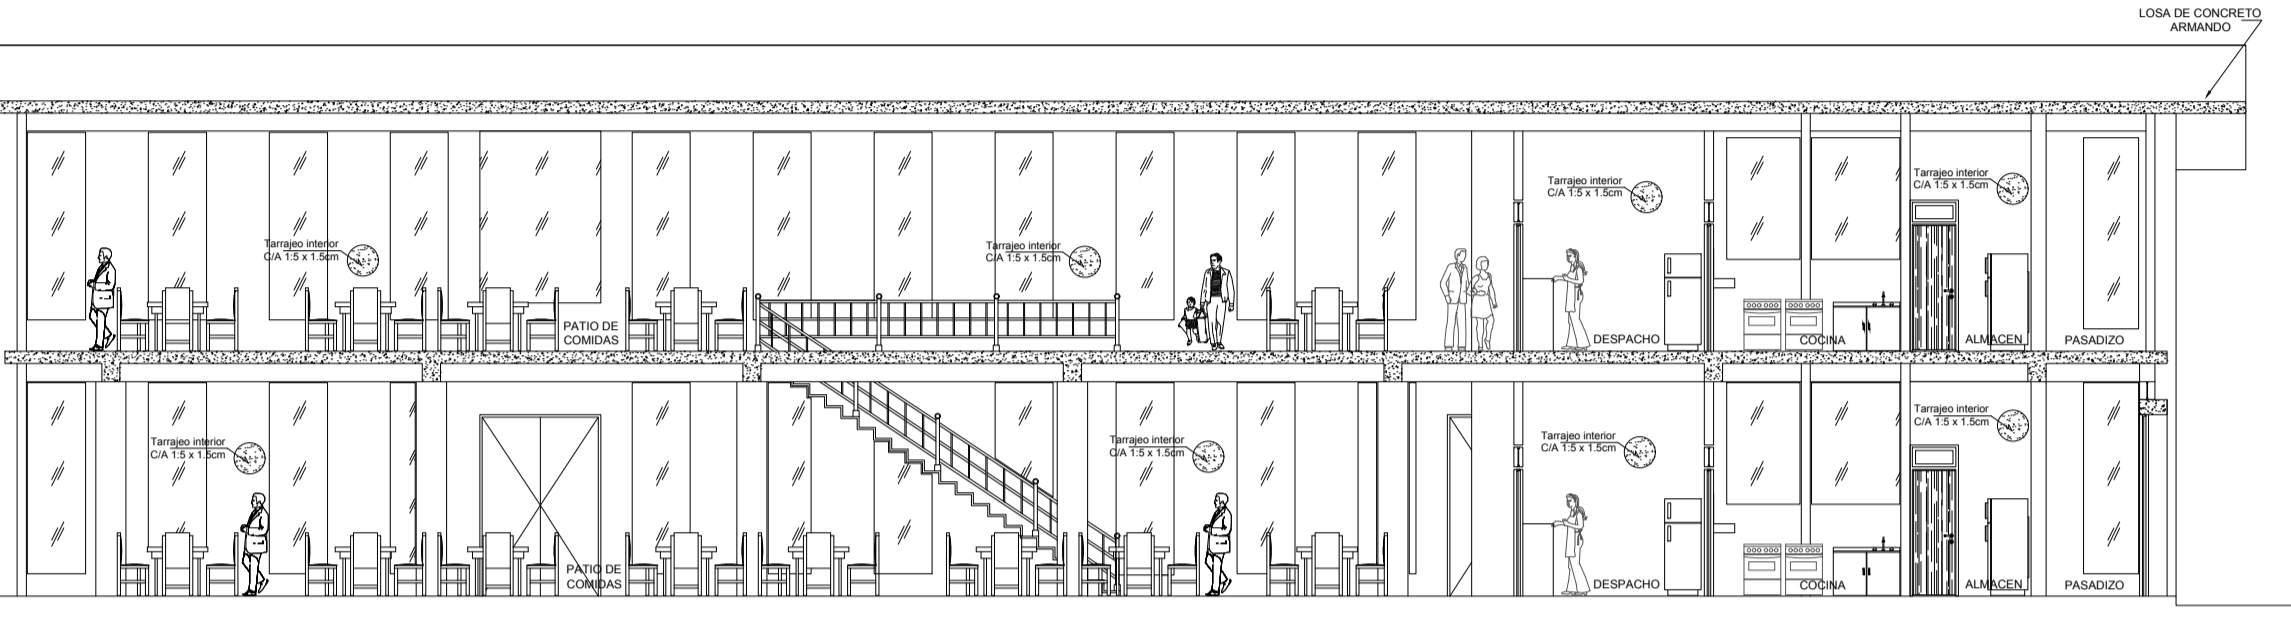 LOSA DE CONCRETO
ARMANDO
Tarrajeo interior
C/A 1:5 x 1.5cm
Tarrajeo interior
C/A 1:5 x 1.5cm
Tarrajeo interior
C/A 1:5 x 1.5cm
Tarrajeo interior
C/A 1:5 x 1.5cm
PATIO DE
COMIDAS
DESPACHO
COCINA
ALMACEN
PASADIZO
Tarrajeo interior
C/A 1:5 x 1.5cm
Tarrajeo interior
C/A 1:5 x 1.5cm
Tarrajeo interior
C/A 1:5 x 1.5cm
Tarrajeo interior
C/A 1:5 x 1.5cm
PATIO DE
COMIDAS
DESPACHO
COCINA
ALMACEN
PASADIZO